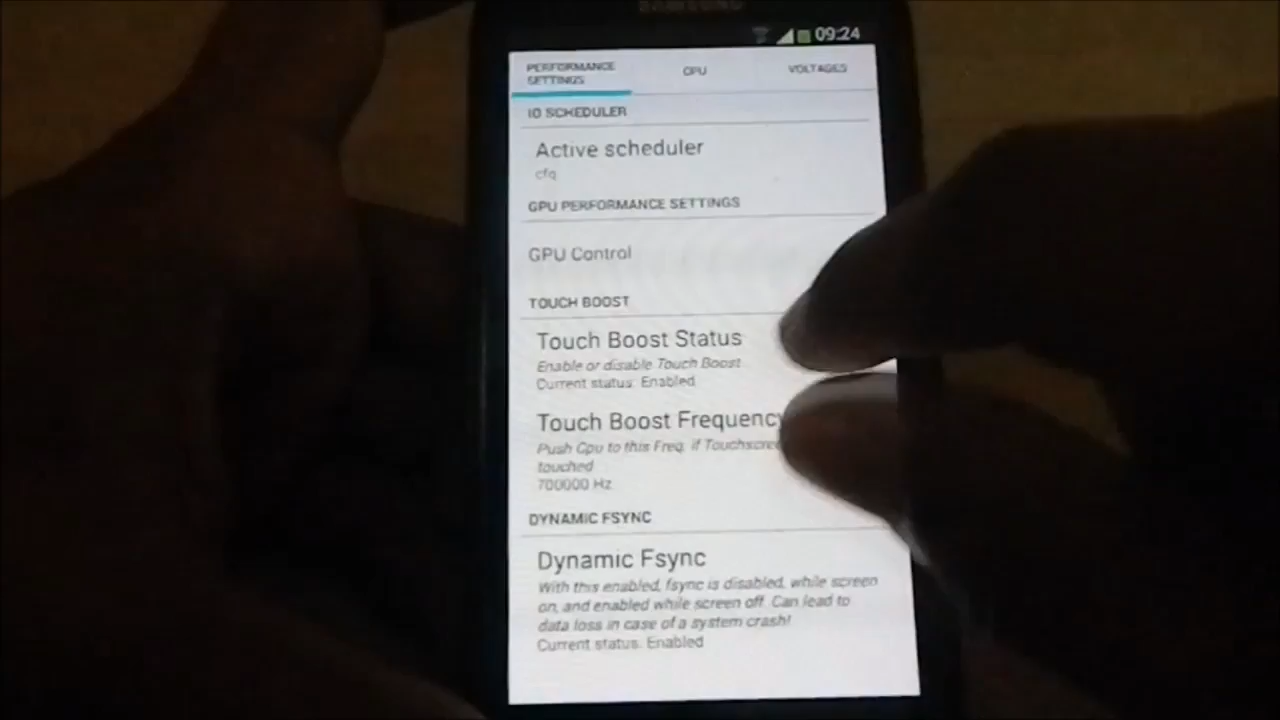 SAMSUNG
09:24
PERFORMANCE
SETTINGS
CPU
VOLTAGES
IO SCHEDULER
Active scheduler
cfq
GPU PERFORMANCE SETTINGS
GPU Control
TOUCH BOOST
Touch Boost Status
Enable or disable Touch Boost
Current status: Enabled
Touch Boost Frequency
Push Cpu to this Freq. if Touchscree
touched
700000 Hz
DYNAMIC FSYNC
Dynamic Fsync
With this enabled, fsync is disabled, while screen
on, and enabled while screen off. Can lead to
data loss in case of a system crash!
Current status: Enabled